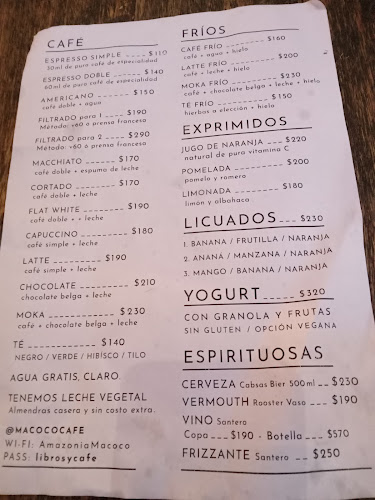 CAFÉ
ESPRESSO SIMPLE ---- $110
30ml de puro café de especialidad
ESPRESSO DOBLE ------ $140
60ml de puro café de especialidad
AMERICANO ------- $150
café doble + agua
FILTRADO para 1 ----- $190
Método: v60 ó prensa francesa
FILTRADO para 2 ----- $290
Método: v60 ó prensa francesa
MACCHIATO ------- $170
café doble + espuma de leche
CORTADO ------- $170
café doble + leche
FLAT WHITE ------- $190
café doble + + leche
CAPUCCINO -------- $180
café simple + leche
LATTE -------- $190
café simple + leche
CHOCOLATE -------- $210
chocolate belga + leche
MOKA --------- $230
café + chocolate belga + leche
TÉ ------------ $140
NEGRO / VERDE / HIBÍSCO / TILO
AGUA GRATIS, CLARO.
TENEMOS LECHE VEGETAL
Almendras casera y sin costo extra.
@MACOCOCAFE
WI-FI: AmazoniaMacoco
PASS: librosycafe
FRÍOS
CAFÉ FRÍO ------- $160
café + agua + hielo
LATTE FRÍO ------- $200
café + leche + hielo
MOKA FRÍO ------- $230
café + chocolate belga + leche + hielo
TÉ FRÍO --------- $150
hierbas a elección + hielo
EXPRIMIDOS
JUGO DE NARANJA --- $220
natural de pura vitamina C
POMELADA ------- $200
pomelo y romero
LIMONADA ------- $180
limón y albahaca
LICUADOS --- $230
1. BANANA / FRUTILLA / NARANJA
2. ANANÁ / MANZANA / NARANJA
3. MANGO / BANANA / NARANJA
YOGURT ----- $320
CON GRANOLA Y FRUTAS
SIN GLUTEN / OPCIÓN VEGANA
ESPIRITUOSAS
CERVEZA Cabsas Bier 500ml -- $230
VERMOUTH Rooster Vaso -- $190
VINO Santero
Copa --- $190 - Botella --- $570
FRIZZANTE Santero -- $250